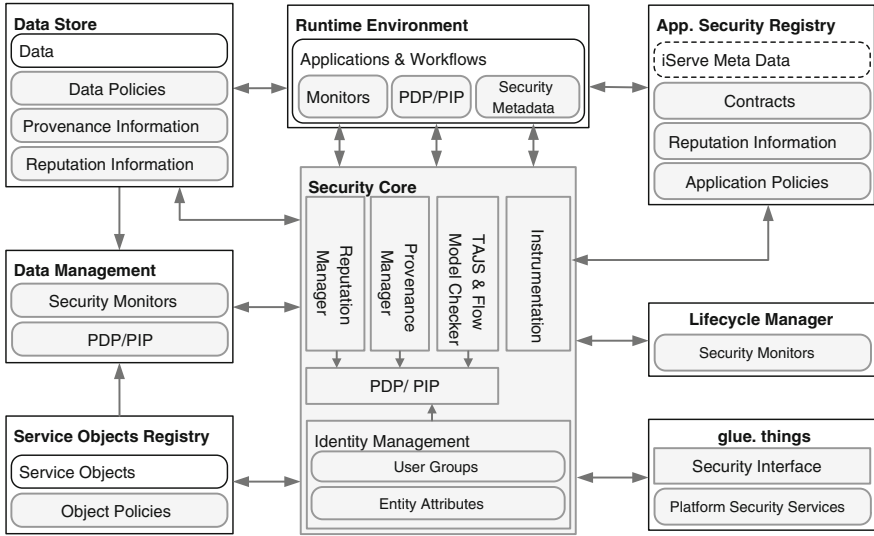 Data Store
Data
Data Policies
Provenance Information
Reputation Information
Runtime Environment
Applications & Workflows
Monitors
PDP/PIP
Security
Metadata
App. Security Registry
iServe Meta Data
Contracts
Reputation Information
Application Policies
Security Core
Reputation
Manager
Provenance
Manager
TAJS & Flow
Model Checker
Instrumentation
PDP/ PIP
Identity Management
User Groups
Entity Attributes
Data Management
Security Monitors
PDP/PIP
Service Objects Registry
Service Objects
Object Policies
Lifecycle Manager
Security Monitors
glue. things
Security Interface
Platform Security Services